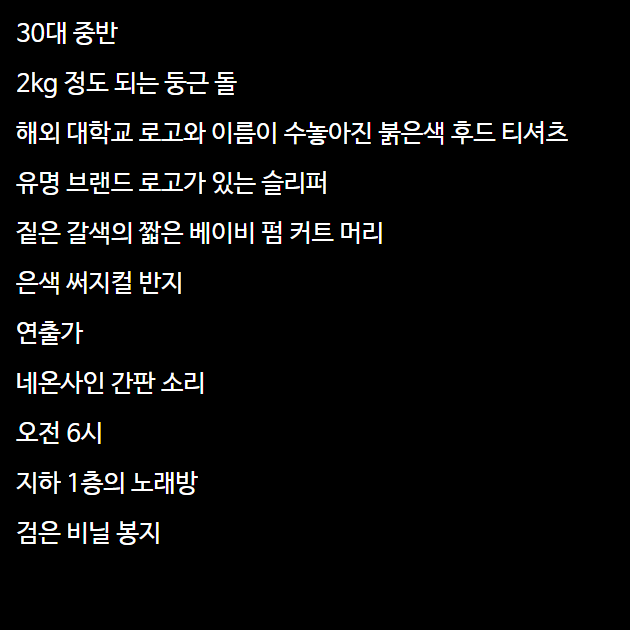 30대 중반
2kg 정도 되는 둥근 돌
해외 대학교 로고와 이름이 수놓아진 붉은색 후드 티셔츠
유명 브랜드 로고가 있는 슬리퍼
짙은 갈색의 짧은 베이비 펌 커트 머리
은색 써지컬 반지
연출가
네온사인 간판 소리
오전 6시
지하 1층의 노래방
검은 비닐 봉지